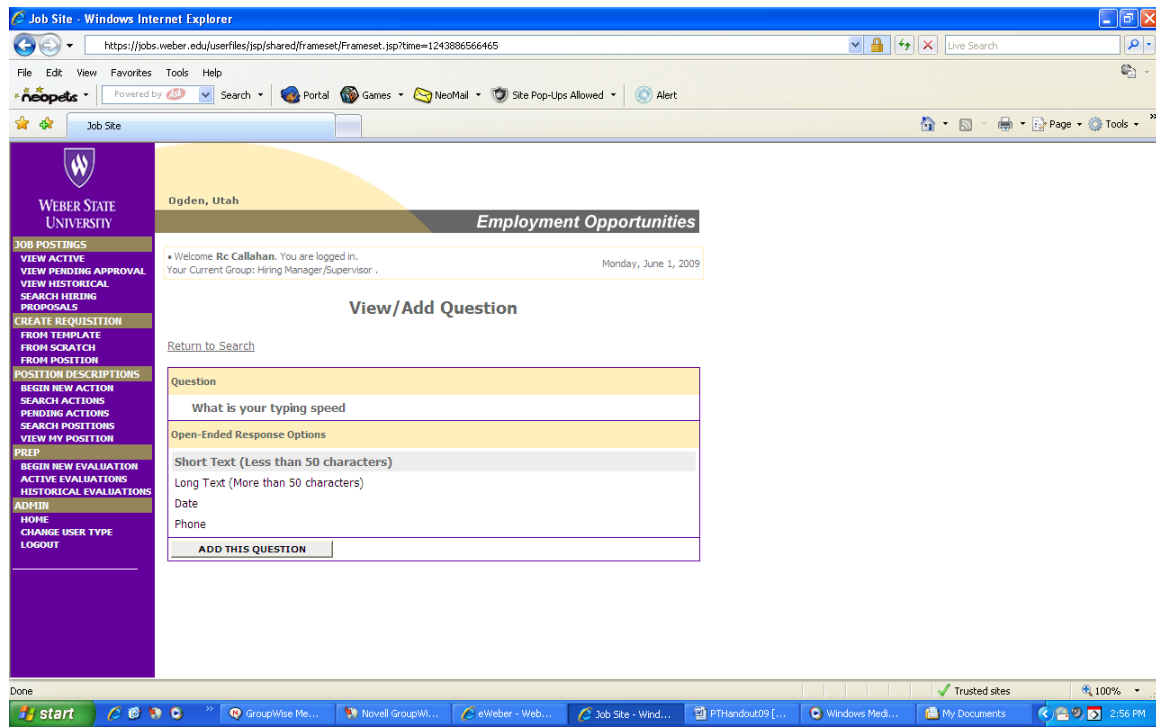 Job Site - Windows Internet Explorer
https://jobs.weber.edu/userfiles/jsp/shared/frameset/Frameset.jsp?time=1243886566465
Live Search
File Edit View Favorites Tools Help
neopets Powered by Search Portal Games NeoMail Site Pop-Ups Allowed Alert
Job Site
Page Tools »
W
WEBER STATE
UNIVERSITY
Ogden, Utah
Employment Opportunities
JOB POSTINGS
VIEW ACTIVE
VIEW PENDING APPROVAL
VIEW HISTORICAL
SEARCH HIRING
PROPOSALS
CREATE REQUISITION
FROM TEMPLATE
FROM SCRATCH
FROM POSITION
POSITION DESCRIPTIONS
BEGIN NEW ACTION
SEARCH ACTIONS
PENDING ACTIONS
SEARCH POSITIONS
VIEW MY POSITION
PREP
BEGIN NEW EVALUATION
ACTIVE EVALUATIONS
HISTORICAL EVALUATIONS
ADMIN
HOME
CHANGE USER TYPE
LOGOUT
• Welcome Rc Callahan. You are logged in.
Your Current Group: Hiring Manager/Supervisor .
Monday, June 1, 2009
View/Add Question
Return to Search
Question
What is your typing speed
Open-Ended Response Options
Short Text (Less than 50 characters)
Long Text (More than 50 characters)
Date
Phone
ADD THIS QUESTION
Done
Trusted sites
100%
start » GroupWise Me... Novell GroupWi... eWeber - Web... Job Site - Wind... PTHandout09 [... Windows Medi... My Documents 2:56 PM